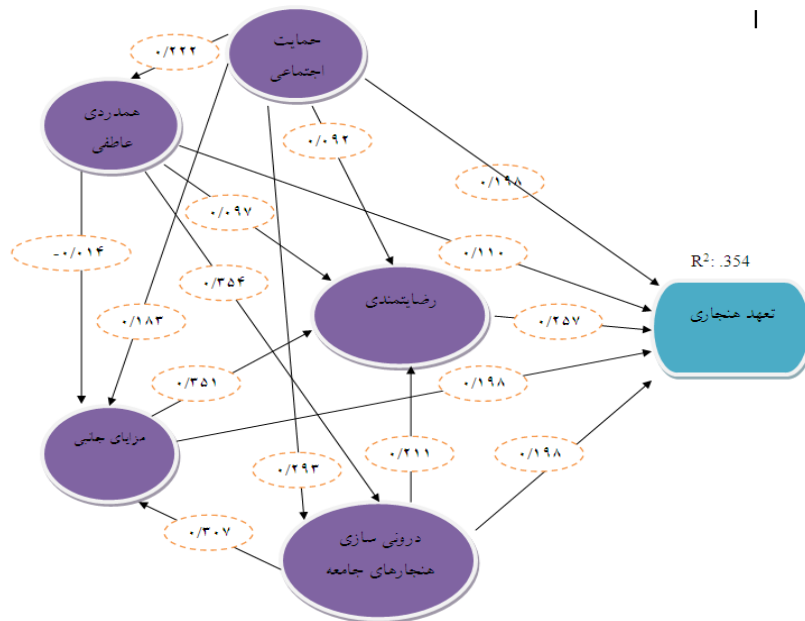 حمایت
اجتماعی
۰/۲۲۲
همدردی
عاطفی
۰/۰۹۲
۰/۱۹۸
۰/۰۹۷
۰/۱۱۰
-۰/۰۱۴
۰/۳۵۴
R²: .354
رضایتمندی
تعهد هنجاری
۰/۲۵۷
۰/۱۸۳
۰/۳۵۱
۰/۱۹۸
مزایای جانبی
۰/۲۹۳
۰/۲۱۱
۰/۱۹۸
۰/۳۰۷
درونی سازی
هنجارهای جامعه